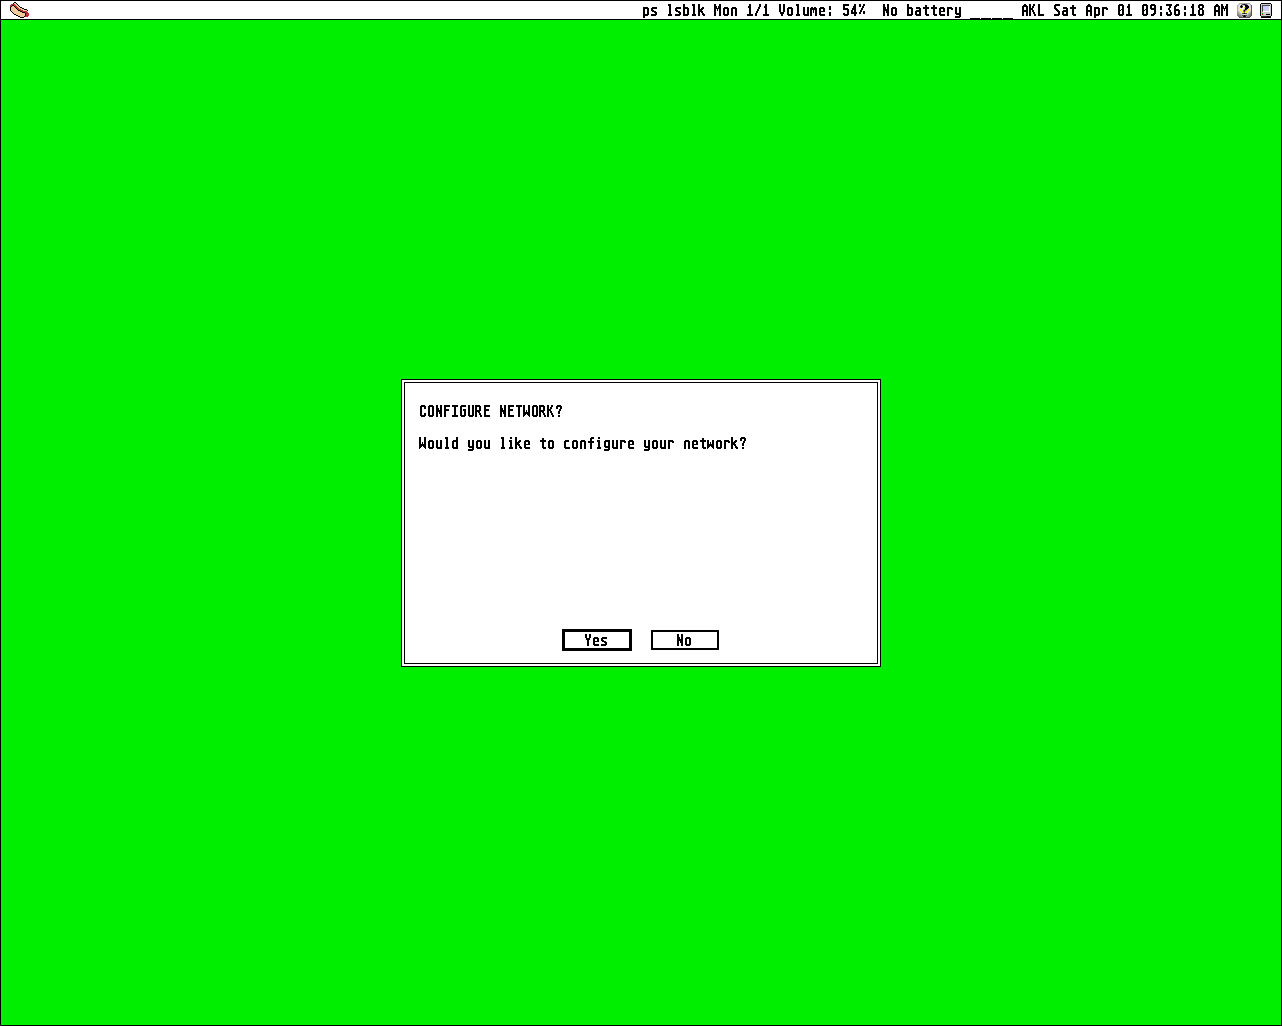 ps lsblk Mon 1/1 Volume: 54% No battery ____ AKL Sat Apr 01 09:36:18 AM ?
CONFIGURE NETWORK?
Would you like to configure your network?
Yes No